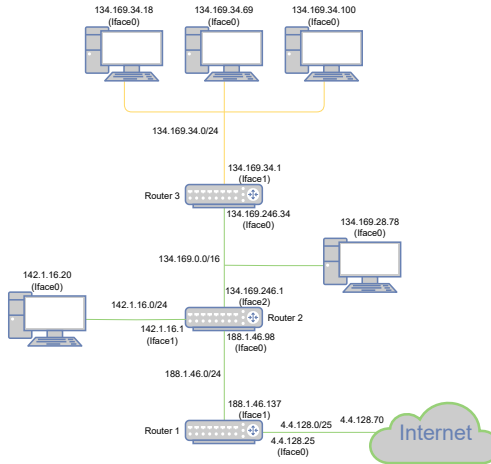 134.169.34.18
(Iface0)
134.169.34.69
(Iface0)
134.169.34.100
(Iface0)
134.169.34.0/24
134.169.34.1
(Iface1)
Router 3
134.169.246.34
(Iface0)
134.169.28.78
(Iface0)
134.169.0.0/16
142.1.16.20
(Iface0)
134.169.246.1
(Iface2)
142.1.16.0/24
Router 2
142.1.16.1
(Iface1)
188.1.46.98
(Iface0)
188.1.46.0/24
188.1.46.137
(Iface1)
Router 1
4.4.128.0/25
4.4.128.70
4.4.128.25
(Iface0)
Internet